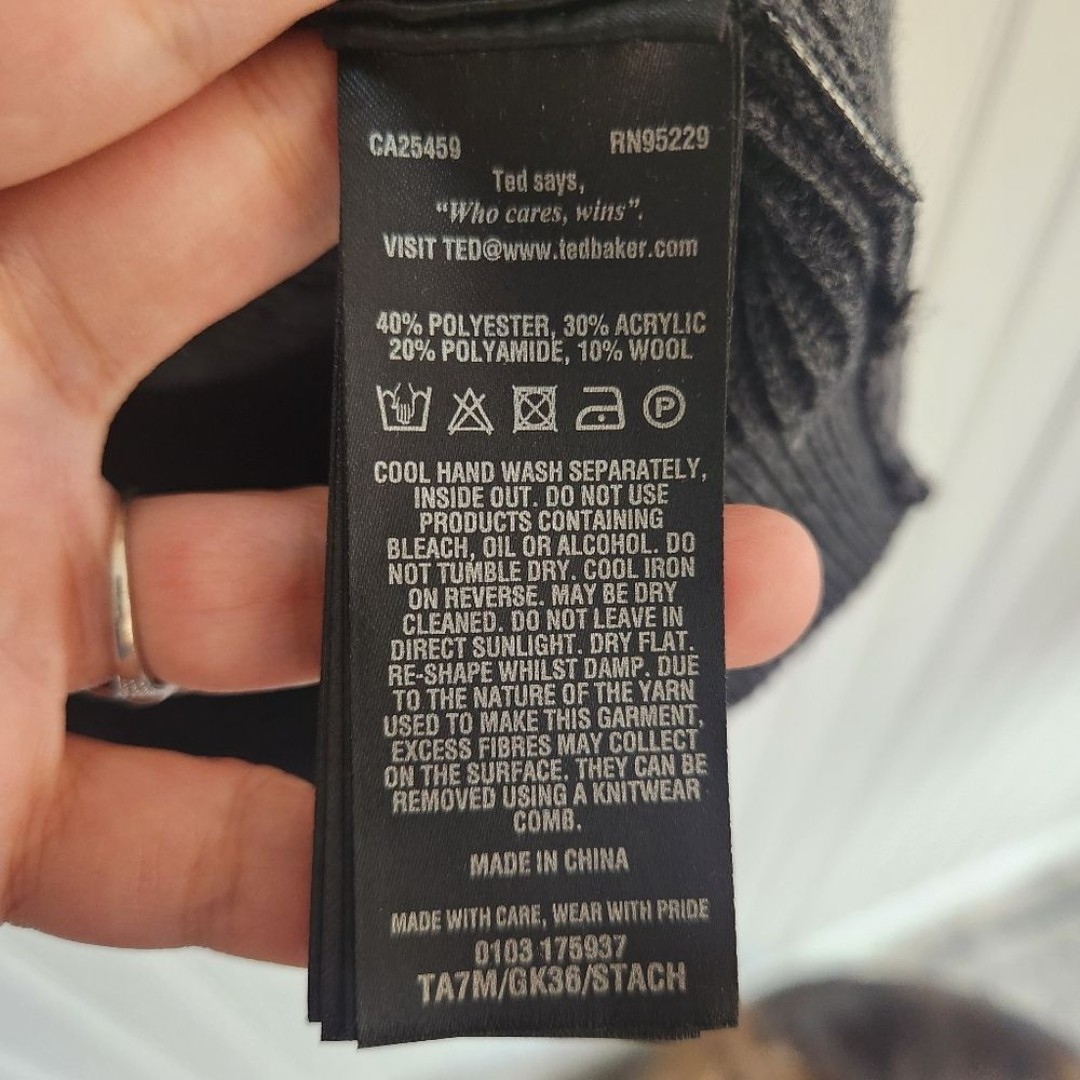 CA25459 RN95229
Ted says,
“Who cares, wins”.
VISIT TED@www.tedbaker.com
40% POLYESTER, 30% ACRYLIC
20% POLYAMIDE, 10% WOOL
P
COOL HAND WASH SEPARATELY,
INSIDE OUT. DO NOT USE
PRODUCTS CONTAINING
BLEACH, OIL OR ALCOHOL. DO
NOT TUMBLE DRY. COOL IRON
ON REVERSE. MAY BE DRY
CLEANED. DO NOT LEAVE IN
DIRECT SUNLIGHT. DRY FLAT.
RE-SHAPE WHILST DAMP. DUE
TO THE NATURE OF THE YARN
USED TO MAKE THIS GARMENT,
EXCESS FIBRES MAY COLLECT
ON THE SURFACE. THEY CAN BE
REMOVED USING A KNITWEAR
COMB.
MADE IN CHINA
MADE WITH CARE, WEAR WITH PRIDE
0103 175937
TA7M/GK36/STACH